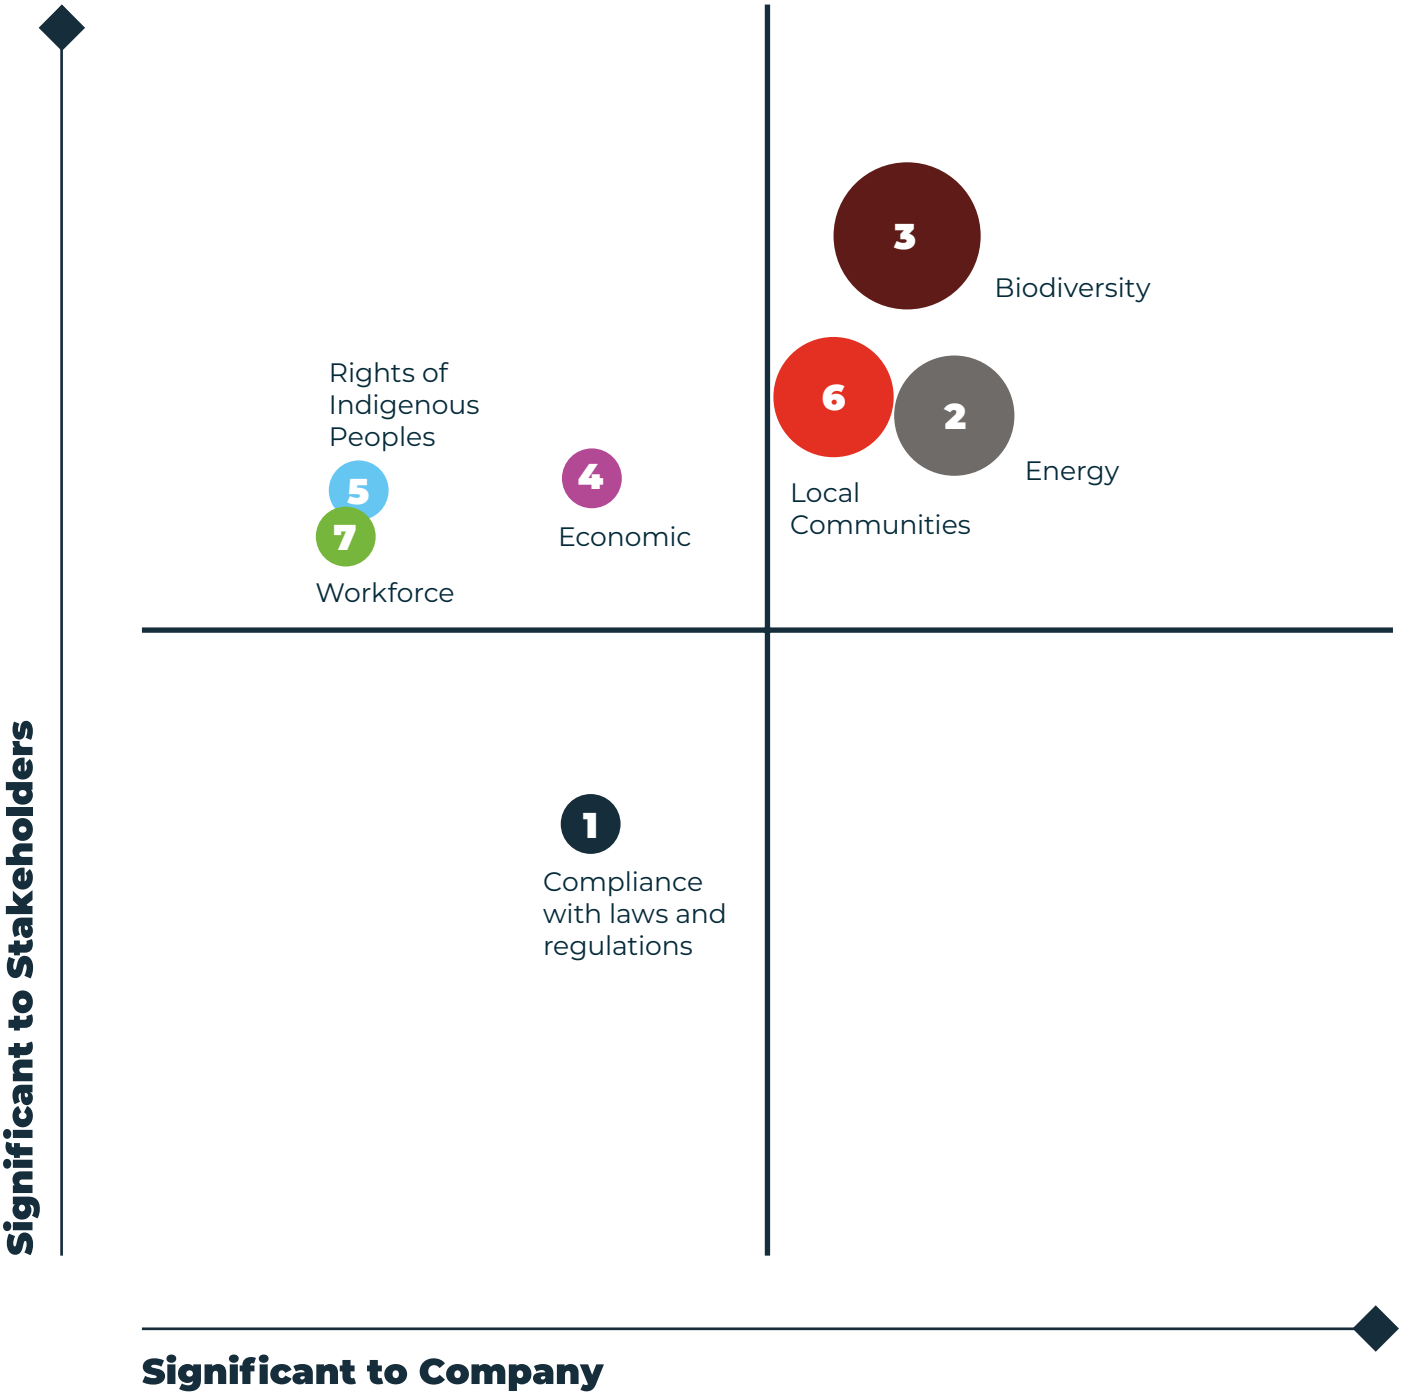 3
Biodiversity
6
2
Energy
Local
Communities
Rights of
Indigenous
Peoples
5
7
Workforce
4
Economic
1
Compliance
with laws and
regulations
Significant to Stakeholders
Significant to Company